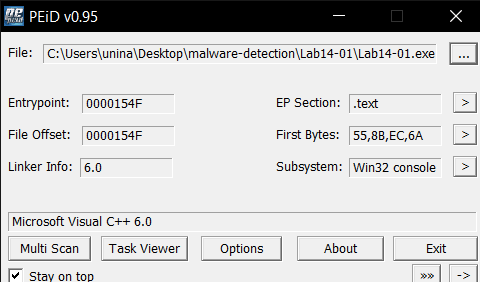 PEiD v0.95
File: C:\Users\unina\Desktop\malware-detection\Lab14-01\Lab14-01.exe ...
Entrypoint: 0000154F EP Section: .text >
File Offset: 0000154F First Bytes: 55,8B,EC,6A >
Linker Info: 6.0 Subsystem: Win32 console >
Microsoft Visual C++ 6.0
Multi Scan Task Viewer Options About Exit
Stay on top »» ->